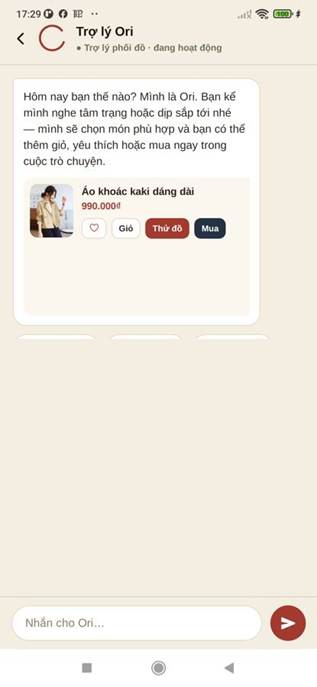 17:29
Trợ lý Ori
• Trợ lý phối đồ · đang hoạt động
Hôm nay bạn thế nào? Mình là Ori. Bạn kể
mình nghe tâm trạng hoặc dịp sắp tới nhé
— mình sẽ chọn món phù hợp và bạn có thể
thêm giỏ, yêu thích hoặc mua ngay trong
cuộc trò chuyện.
Áo khoác kaki dáng dài
990.000₫
Giỏ
Thử đồ
Mua
Nhắn cho Ori...